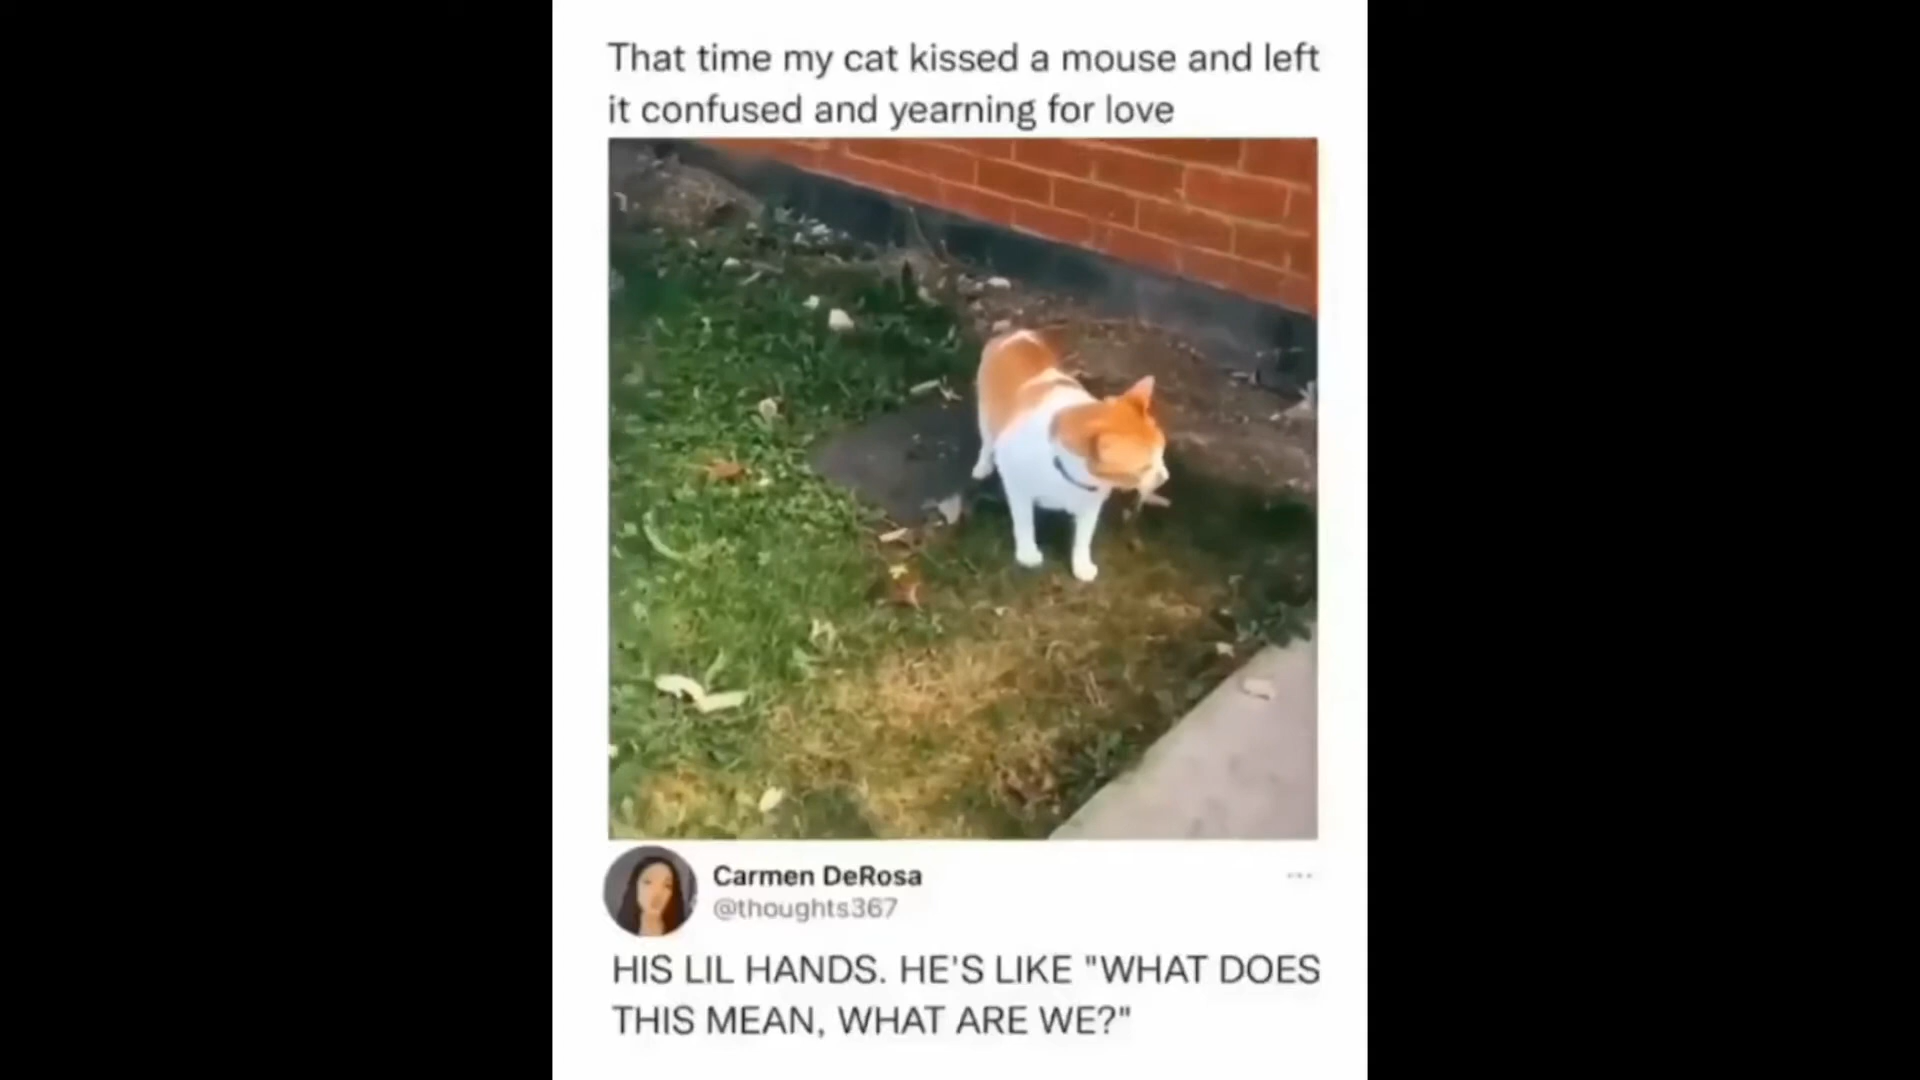 That time my cat kissed a mouse and left
it confused and yearning for love
Carmen DeRosa
@thoughts367
HIS LIL HANDS. HE'S LIKE "WHAT DOES
THIS MEAN, WHAT ARE WE?"